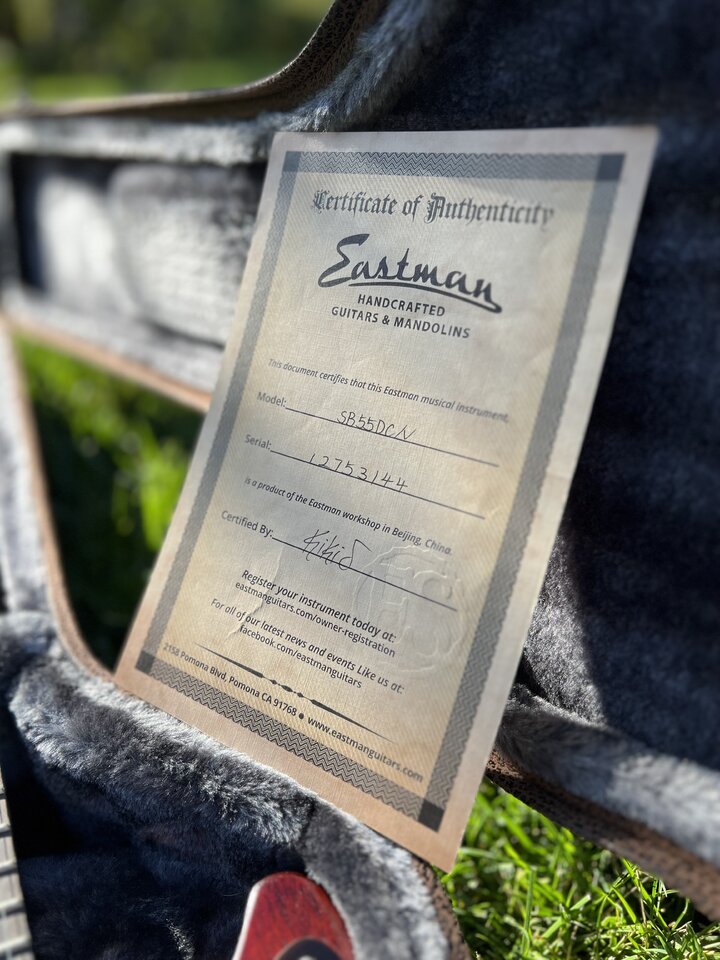 Certificate of Authenticity
Eastman
HANDCRAFTED
GUITARS & MANDOLINS
This document certifies that this Eastman musical instrument,
Model: SB55DC/V
Serial: 12753144
is a product of the Eastman workshop in Beijing, China.
Certified By: KiKi S
Register your instrument today at:
eastmanguitars.com/owner-registration
For all of our latest news and events Like us at:
facebook.com/eastmanguitars
2158 Pomona Blvd, Pomona CA 91768 ● www.eastmanguitars.com